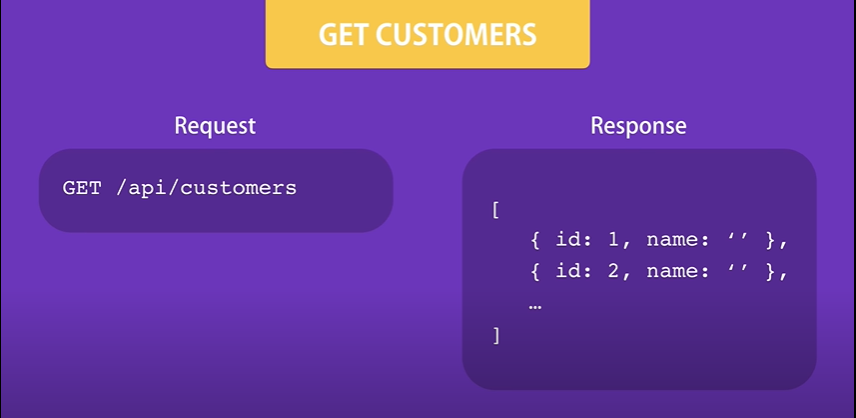 GET CUSTOMERS
Request
GET /api/customers
Response
[
{ id: 1, name: ‘’ },
{ id: 2, name: ‘’ },
…
]